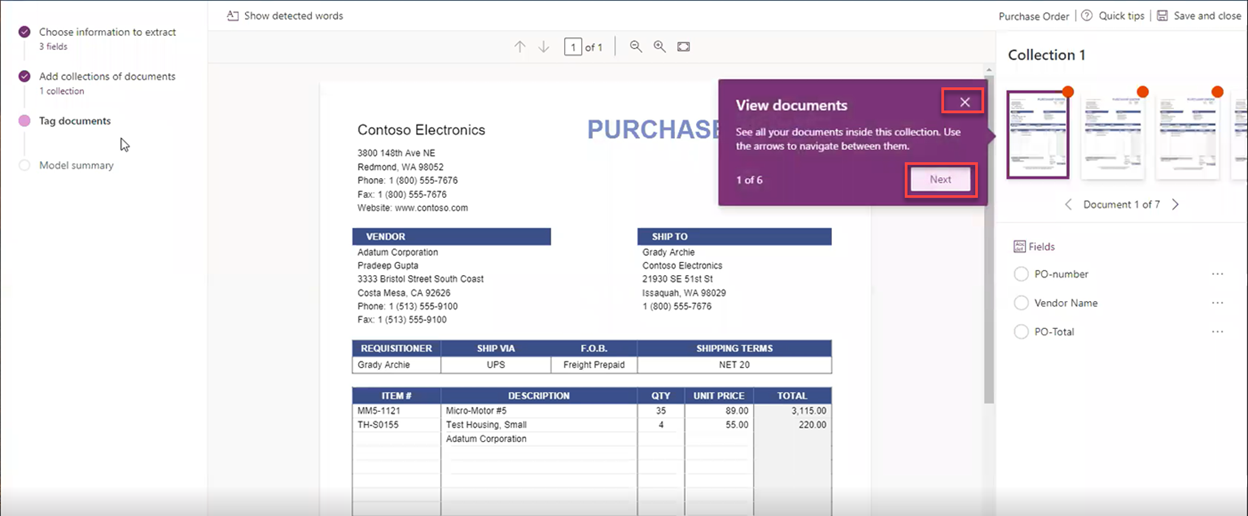 Choose information to extract
3 fields
Add collections of documents
1 collection
Tag documents
Model summary
Show detected words
Purchase Order | Quick tips | Save and close
1 of 1
Contoso Electronics
3800 148th Ave NE
Redmond, WA 98052
Phone: 1 (800) 555-7676
Fax: 1 (800) 555-7676
Website: www.contoso.com
PURCHASE
View documents
See all your documents inside this collection. Use
the arrows to navigate between them.
1 of 6
Next
VENDOR
Adatum Corporation
Pradeep Gupta
3333 Bristol Street South Coast
Costa Mesa, CA 92626
Phone: 1 (513) 555-9100
Fax: 1 (513) 555-9100
SHIP TO
Grady Archie
Contoso Electronics
21930 SE 51st St
Issaquah, WA 98029
1 (800) 555-7676
REQUISITIONER SHIP VIA F.O.B. SHIPPING TERMS
Grady Archie UPS Freight Prepaid NET 20
ITEM # DESCRIPTION QTY UNIT PRICE TOTAL
MM5-1121 Micro-Motor #5 35 89.00 3,115.00
TH-S0155 Test Housing, Small 4 55.00 220.00
Adatum Corporation
Collection 1
Document 1 of 7
Fields
PO-number
Vendor Name
PO-Total